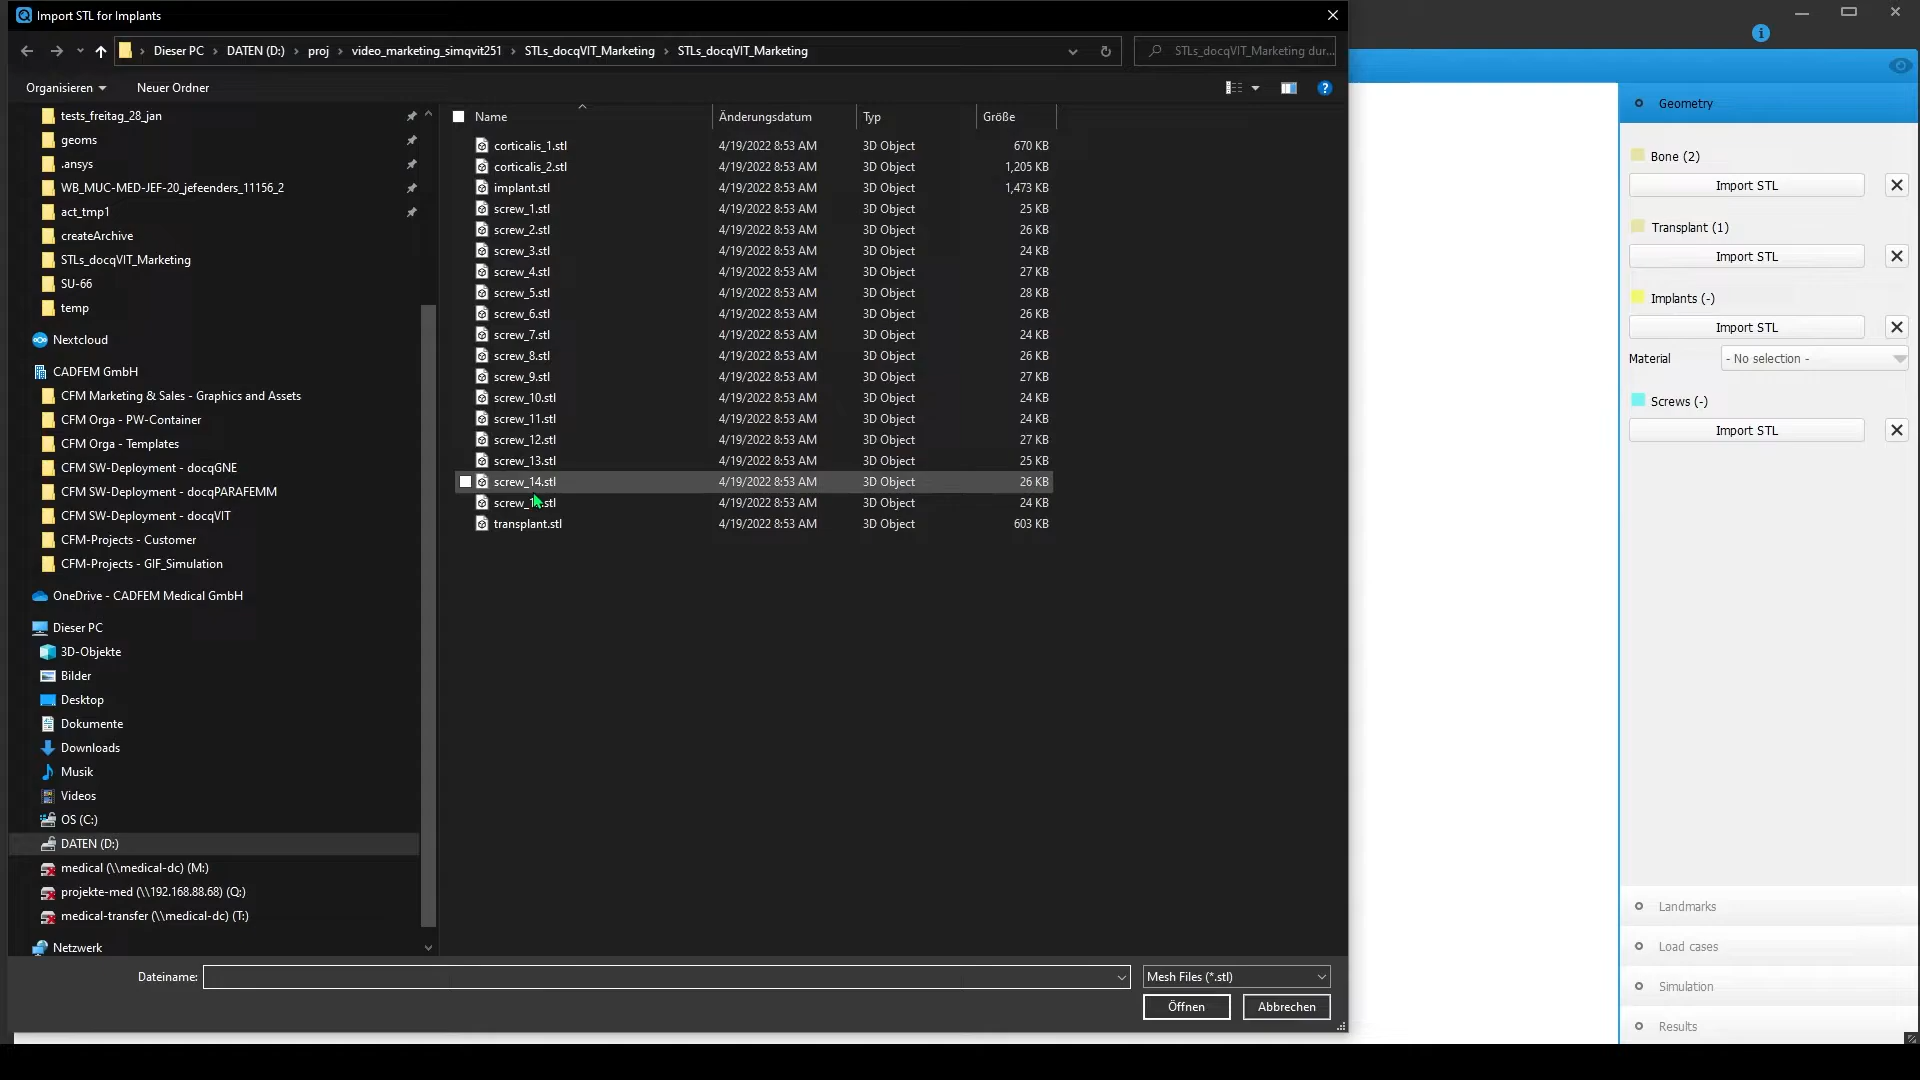 Import STL for Implants
Dieser PC > DATEN (D:) > proj > video_marketing_simqvit251 > STLs_docqVIT_Marketing > STLs_docqVIT_Marketing
STLs_docqVIT_Marketing dur...
Organisieren
Neuer Ordner
tests_freitag_28_jan
geoms
.ansys
WB_MUC-MED-JEF-20_jefeenders_11156_2
act_tmp1
createArchive
STLs_docqVIT_Marketing
SU-66
temp
Nextcloud
CADFEM GmbH
CFM Marketing & Sales - Graphics and Assets
CFM Orga - PW-Container
CFM Orga - Templates
CFM SW-Deployment - docqGNE
CFM SW-Deployment - docqPARAFEMM
CFM SW-Deployment - docqVIT
CFM-Projects - Customer
CFM-Projects - GIF_Simulation
OneDrive - CADFEM Medical GmbH
Dieser PC
3D-Objekte
Bilder
Desktop
Dokumente
Downloads
Musik
Videos
OS (C:)
DATEN (D:)
medical (\\medical-dc) (M:)
projekte-med (\\192.168.88.68) (Q:)
medical-transfer (\\medical-dc) (T:)
Netzwerk
Name Änderungsdatum Typ Größe
corticalis_1.stl 4/19/2022 8:53 AM 3D Object 670 KB
corticalis_2.stl 4/19/2022 8:53 AM 3D Object 1,205 KB
implant.stl 4/19/2022 8:53 AM 3D Object 1,473 KB
screw_1.stl 4/19/2022 8:53 AM 3D Object 25 KB
screw_2.stl 4/19/2022 8:53 AM 3D Object 26 KB
screw_3.stl 4/19/2022 8:53 AM 3D Object 24 KB
screw_4.stl 4/19/2022 8:53 AM 3D Object 27 KB
screw_5.stl 4/19/2022 8:53 AM 3D Object 28 KB
screw_6.stl 4/19/2022 8:53 AM 3D Object 26 KB
screw_7.stl 4/19/2022 8:53 AM 3D Object 24 KB
screw_8.stl 4/19/2022 8:53 AM 3D Object 26 KB
screw_9.stl 4/19/2022 8:53 AM 3D Object 27 KB
screw_10.stl 4/19/2022 8:53 AM 3D Object 24 KB
screw_11.stl 4/19/2022 8:53 AM 3D Object 24 KB
screw_12.stl 4/19/2022 8:53 AM 3D Object 27 KB
screw_13.stl 4/19/2022 8:53 AM 3D Object 25 KB
screw_14.stl 4/19/2022 8:53 AM 3D Object 26 KB
4/19/2022 8:53 AM 3D Object 24 KB
transplant.stl 4/19/2022 8:53 AM 3D Object 603 KB
Dateiname:
Mesh Files (*.stl)
Öffnen
Abbrechen
Geometry
Bone (2)
Import STL
Transplant (1)
Import STL
Implants (-)
Import STL
Material - No selection -
Screws (-)
Import STL
Landmarks
Load cases
Simulation
Results